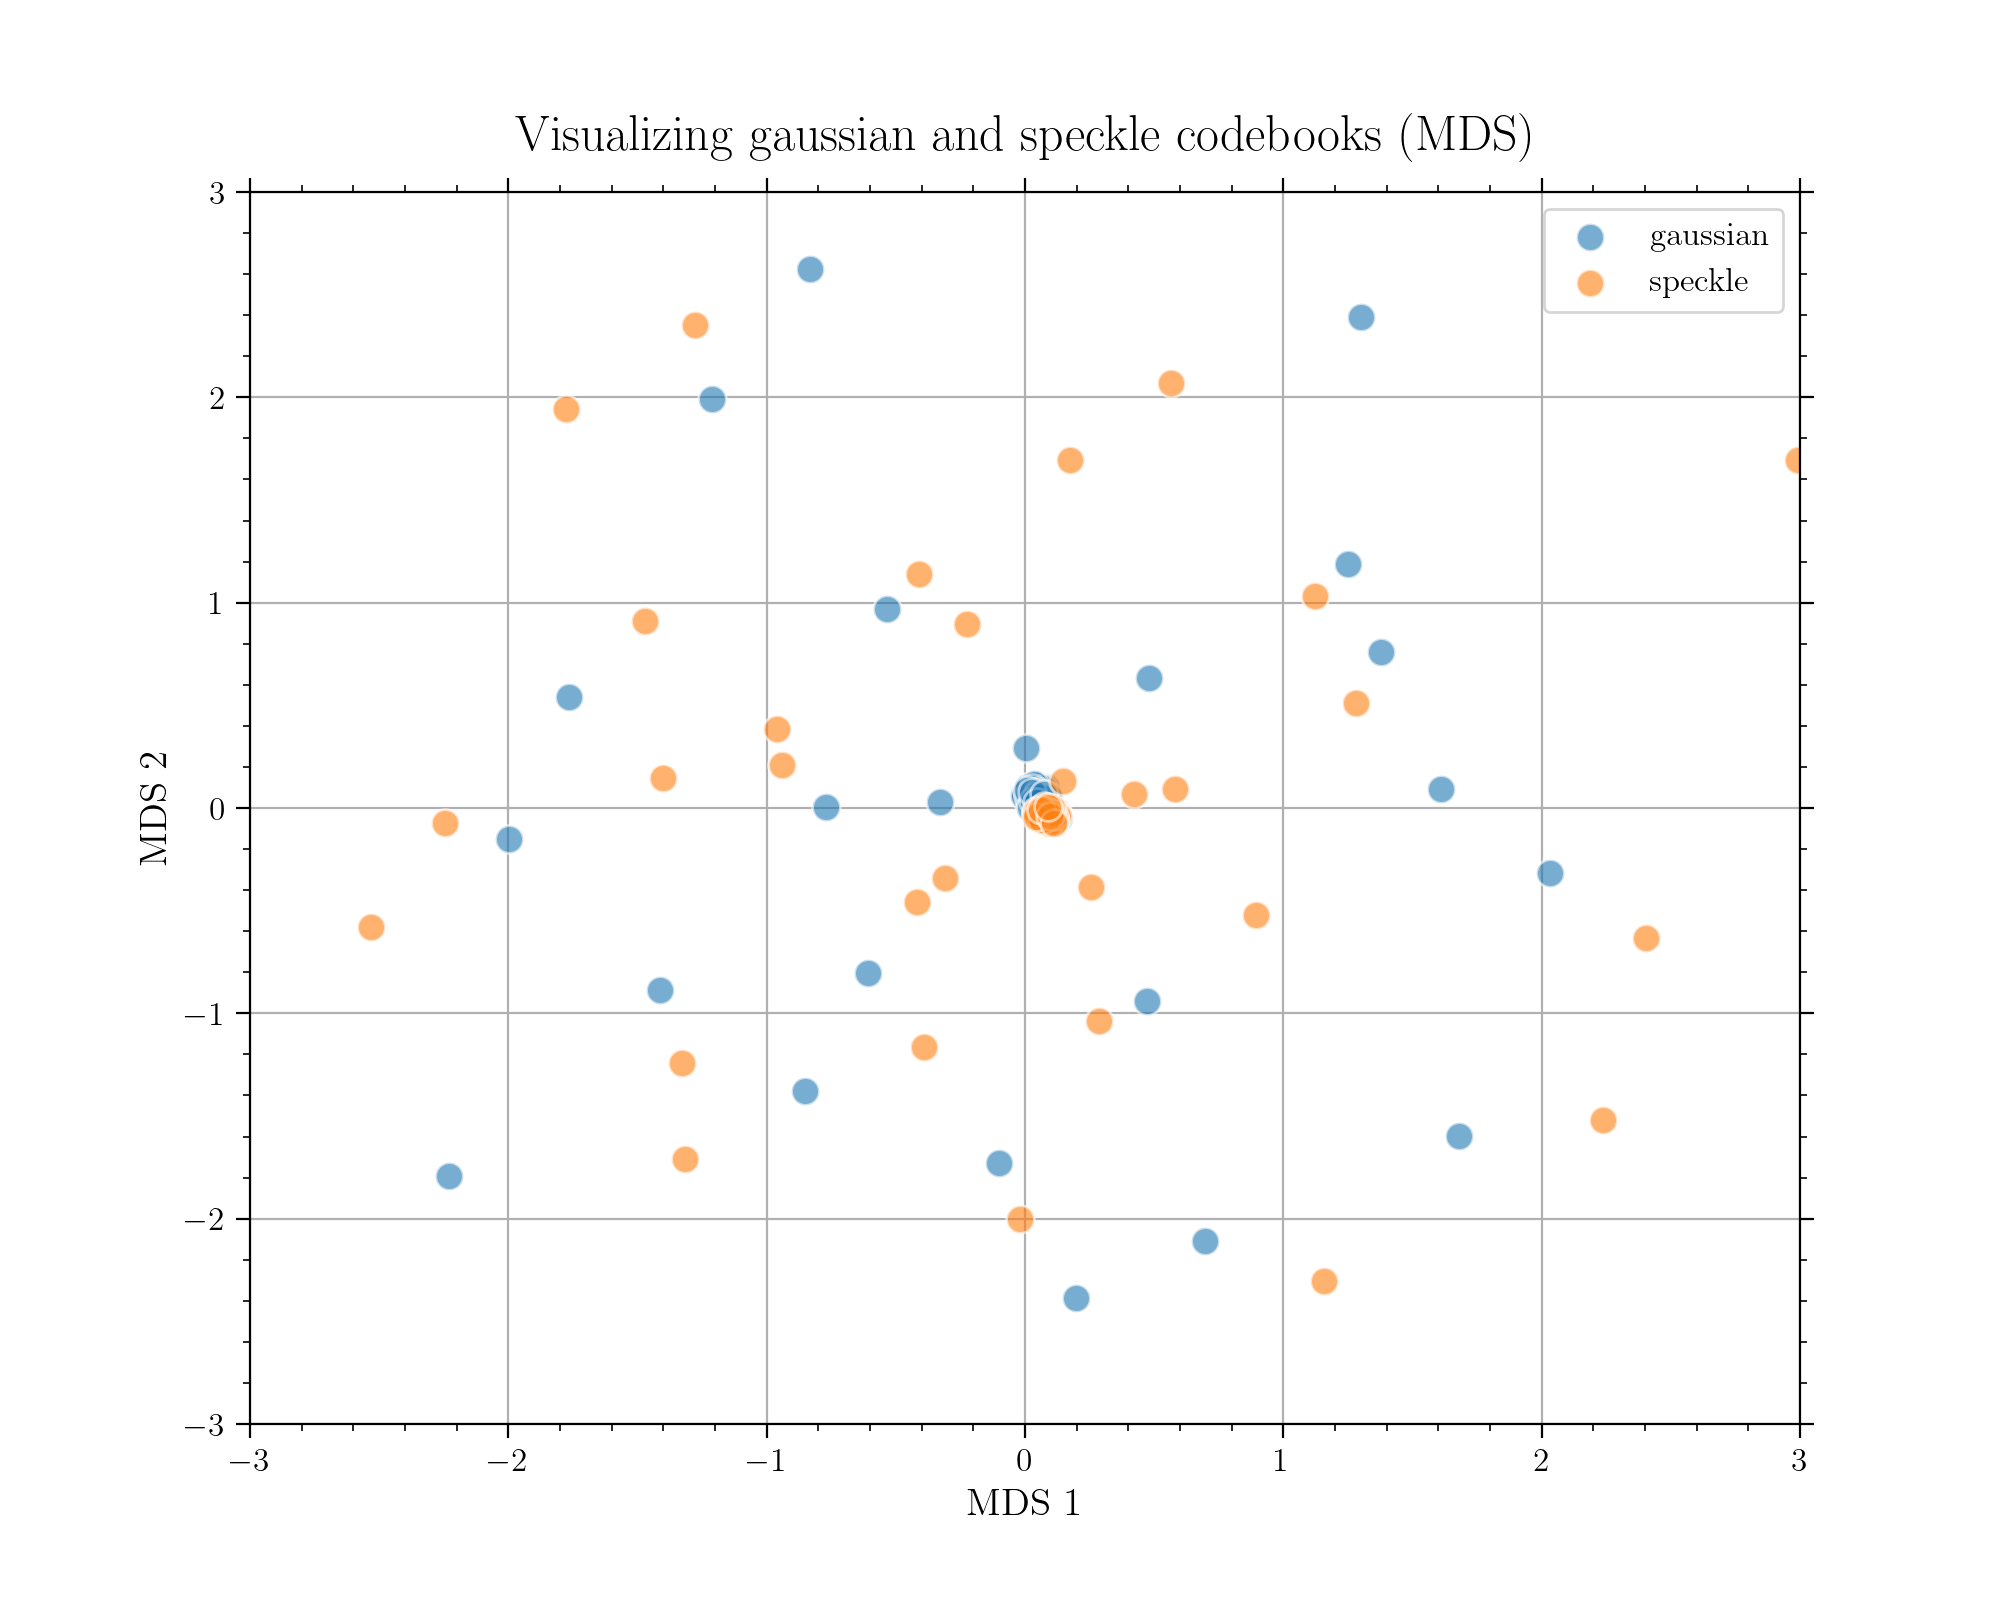 Visualizing gaussian and speckle codebooks (MDS)
gaussian
speckle
3
2
1
0
−1
−2
−3
MDS 2
−3 −2 −1 0 1 2 3
MDS 1